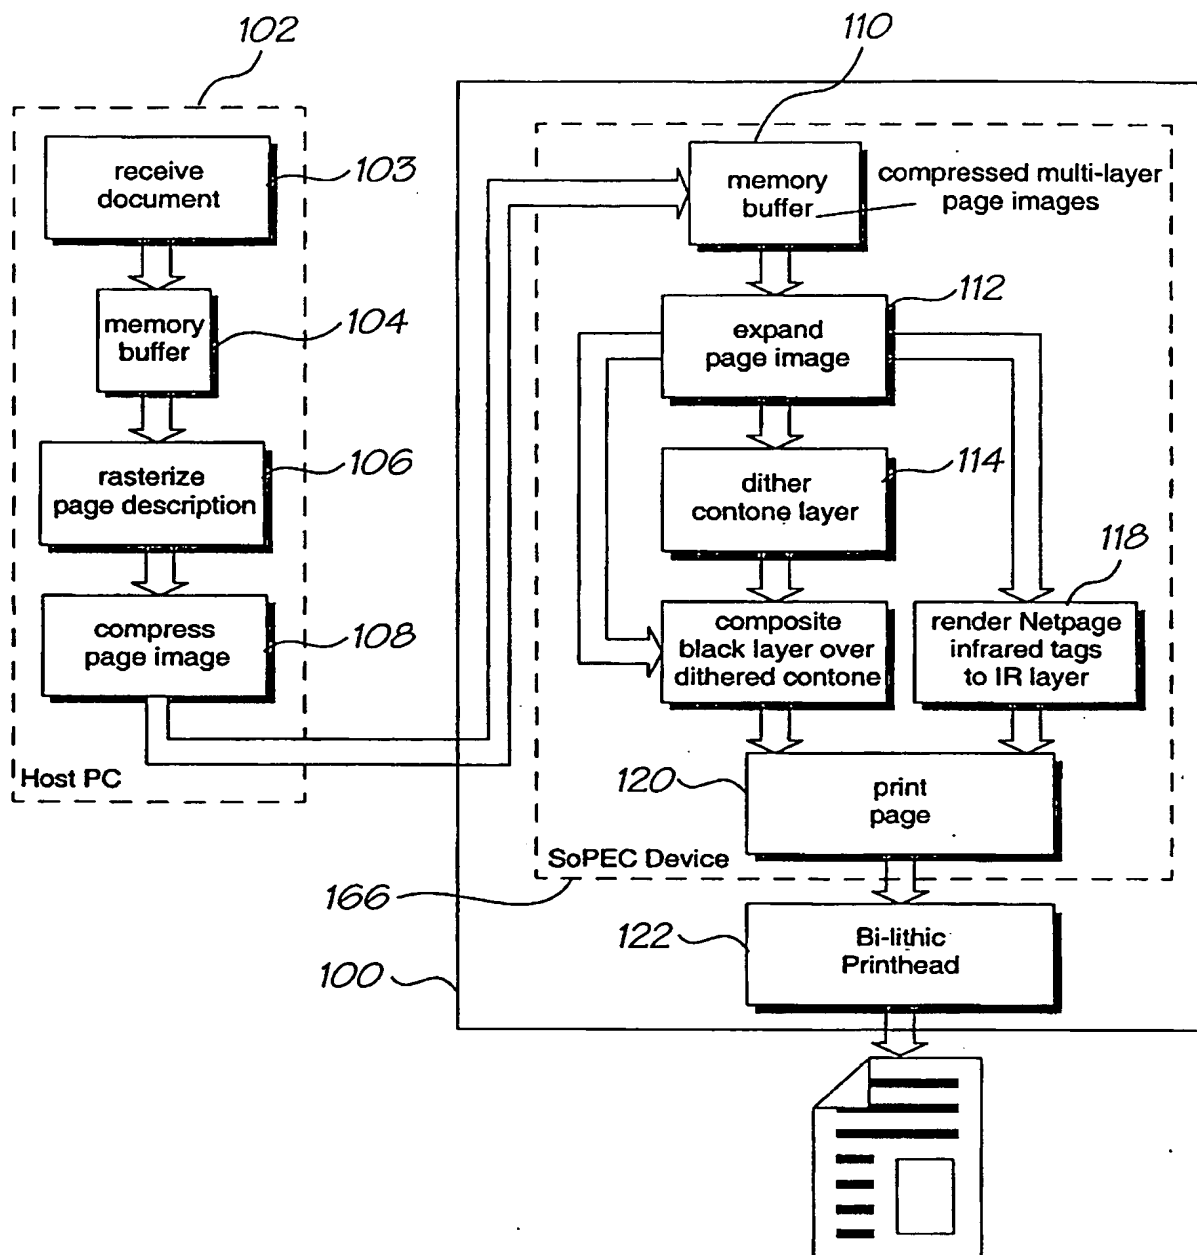 102
receive
document
103
memory
buffer
104
rasterize
page description
106
compress
page image
108
Host PC
110
memory
buffer
compressed multi-layer
page images
expand
page image
112
dither
contone layer
114
composite
black layer over
dithered contone
118
render Netpage
infrared tags
to IR layer
120
print
page
SoPEC Device
166
122
Bi-lithic
Printhead
100